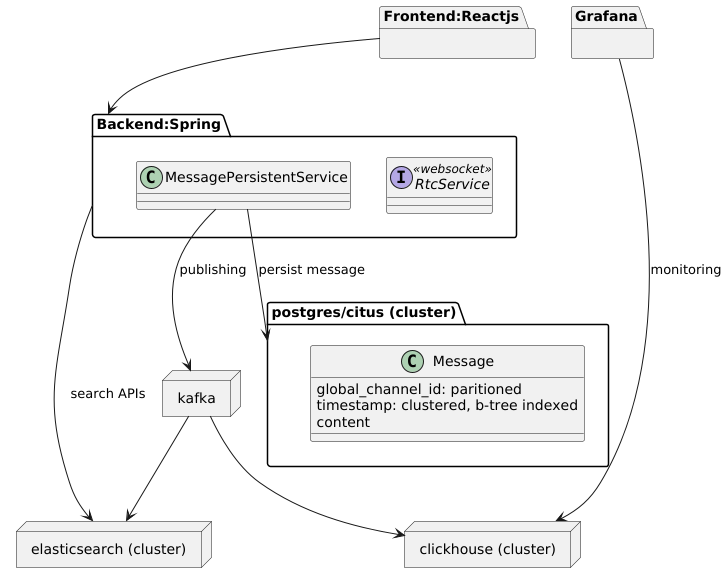 Frontend:Reactjs
Grafana
Backend:Spring
C MessagePersistentService
I «websocket»
RtcService
publishing
persist message
monitoring
postgres/citus (cluster)
C Message
global_channel_id: paritioned
timestamp: clustered, b-tree indexed
content
search APIs
kafka
elasticsearch (cluster)
clickhouse (cluster)